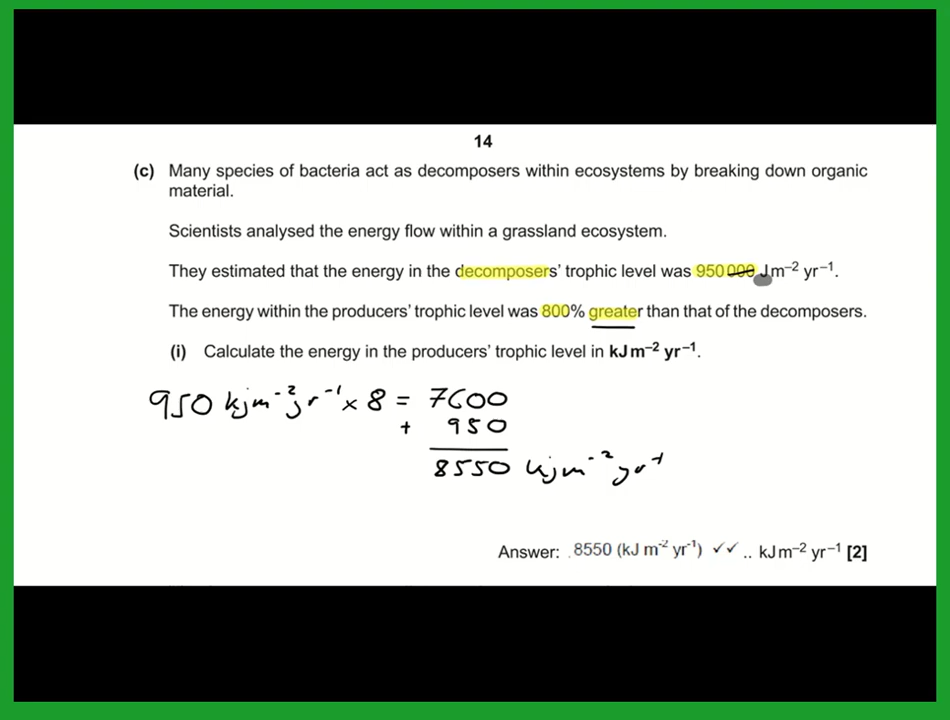 14
(c) Many species of bacteria act as decomposers within ecosystems by breaking down organic
material.
Scientists analysed the energy flow within a grassland ecosystem.
They estimated that the energy in the decomposers’ trophic level was 950 000 J m⁻² yr⁻¹.
The energy within the producers’ trophic level was 800% greater than that of the decomposers.
(i) Calculate the energy in the producers’ trophic level in kJ m⁻² yr⁻¹.
950 kjm⁻² yr⁻¹ × 8 = 7600
+ 950
8550 kjm⁻² yr⁻¹
Answer: 8550 (kJ m⁻² yr⁻¹) ✓✓ .. kJ m⁻² yr⁻¹ [2]